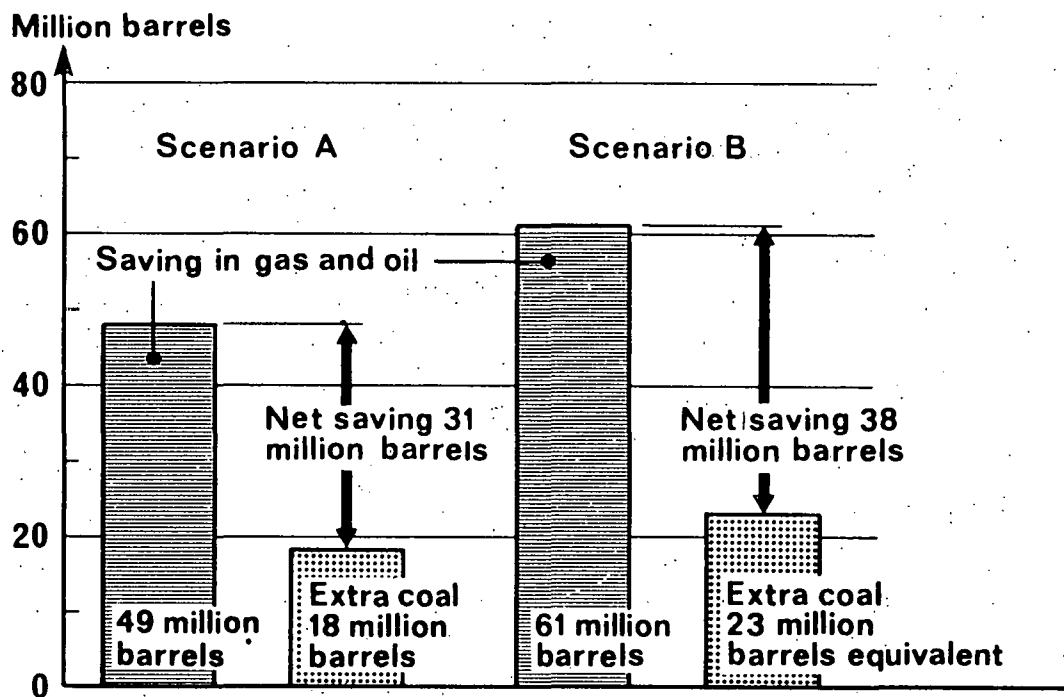 Million barrels
80
Scenario A
Scenario B
60
Saving in gas and oil
40
Net saving 31
million barrels
Net saving 38
million barrels
20
49 million
barrels
Extra coal
18 million
barrels
61 million
barrels
Extra coal
23 million
barrels equivalent
0